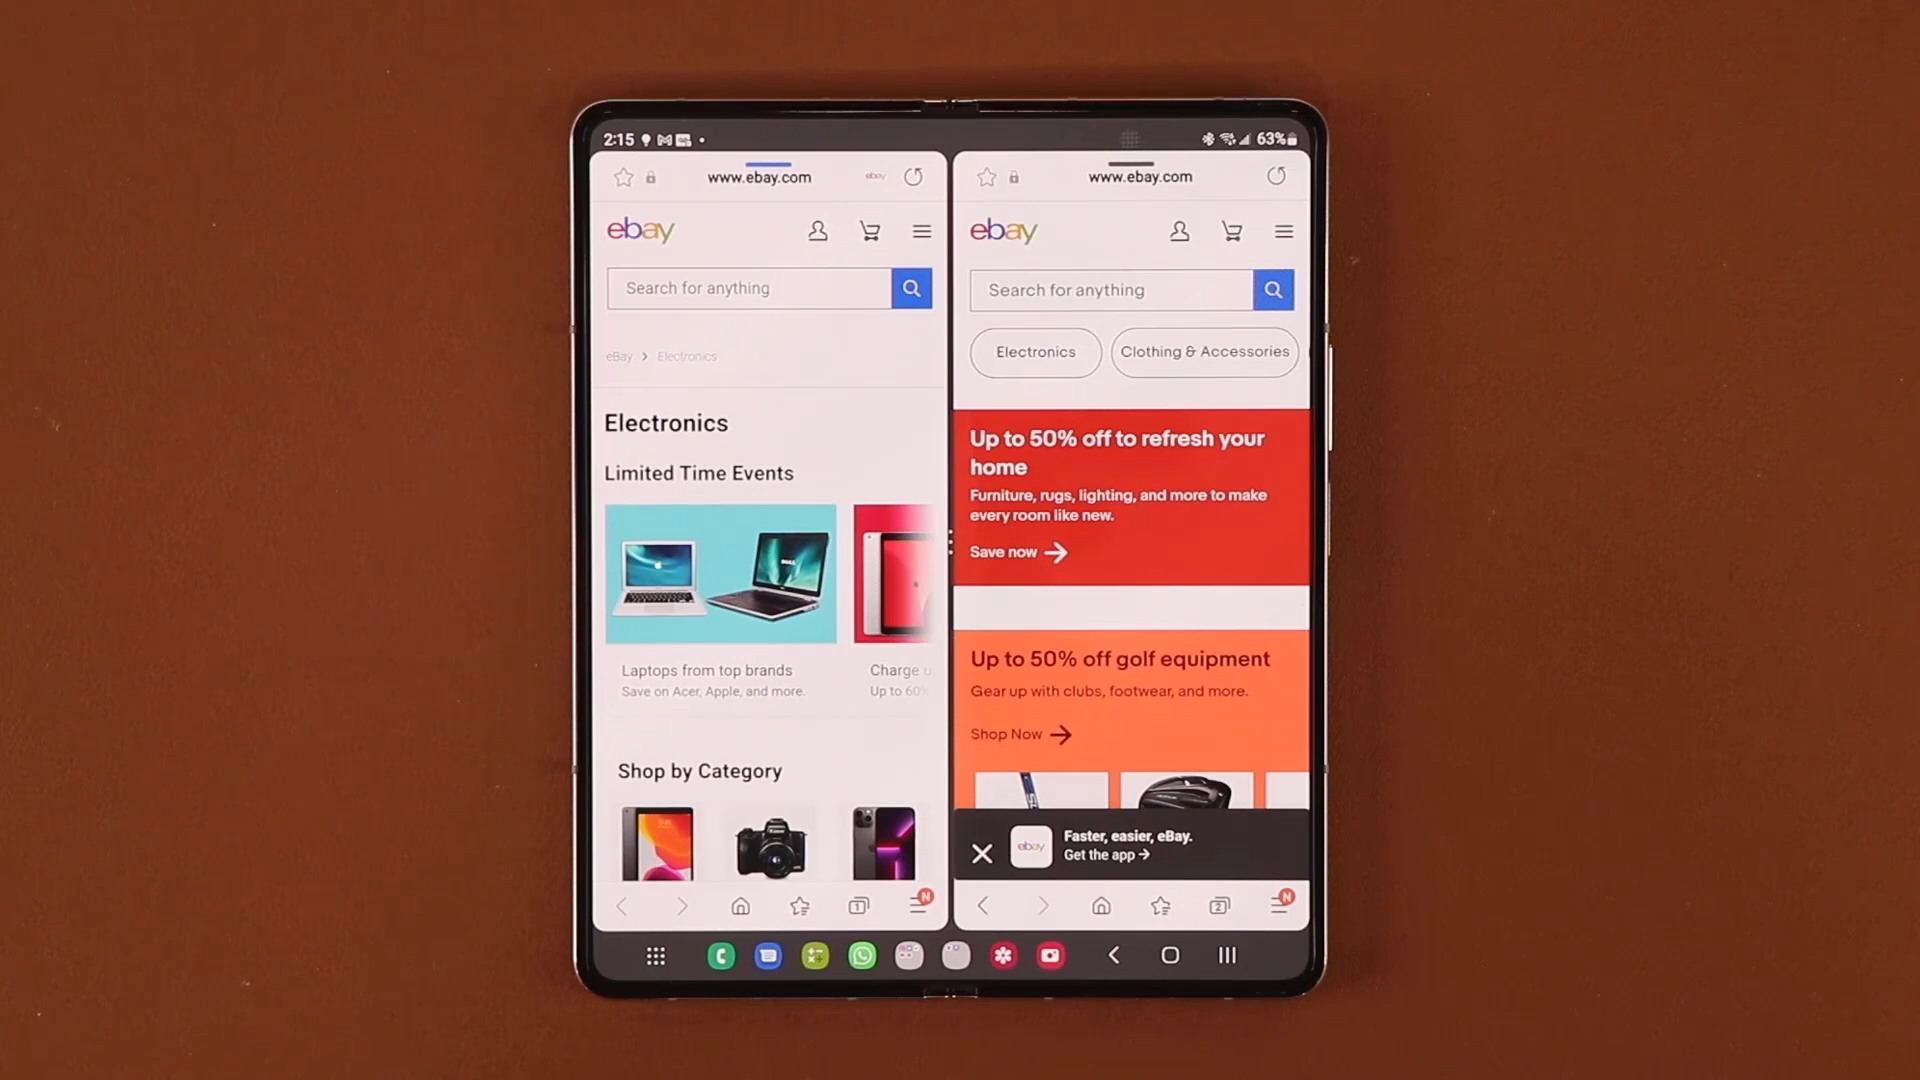 2:15
63%
www.ebay.com
ebay
ebay
Search for anything
eBay > Electronics
Electronics
Limited Time Events
Laptops from top brands
Save on Acer, Apple, and more.
Charge u
Up to 60%
Shop by Category
1
N
www.ebay.com
ebay
Search for anything
Electronics
Clothing & Accessories
Up to 50% off to refresh your
home
Furniture, rugs, lighting, and more to make
every room like new.
Save now →
Up to 50% off golf equipment
Gear up with clubs, footwear, and more.
Shop Now →
ebay
Faster, easier, eBay.
Get the app →
2
N